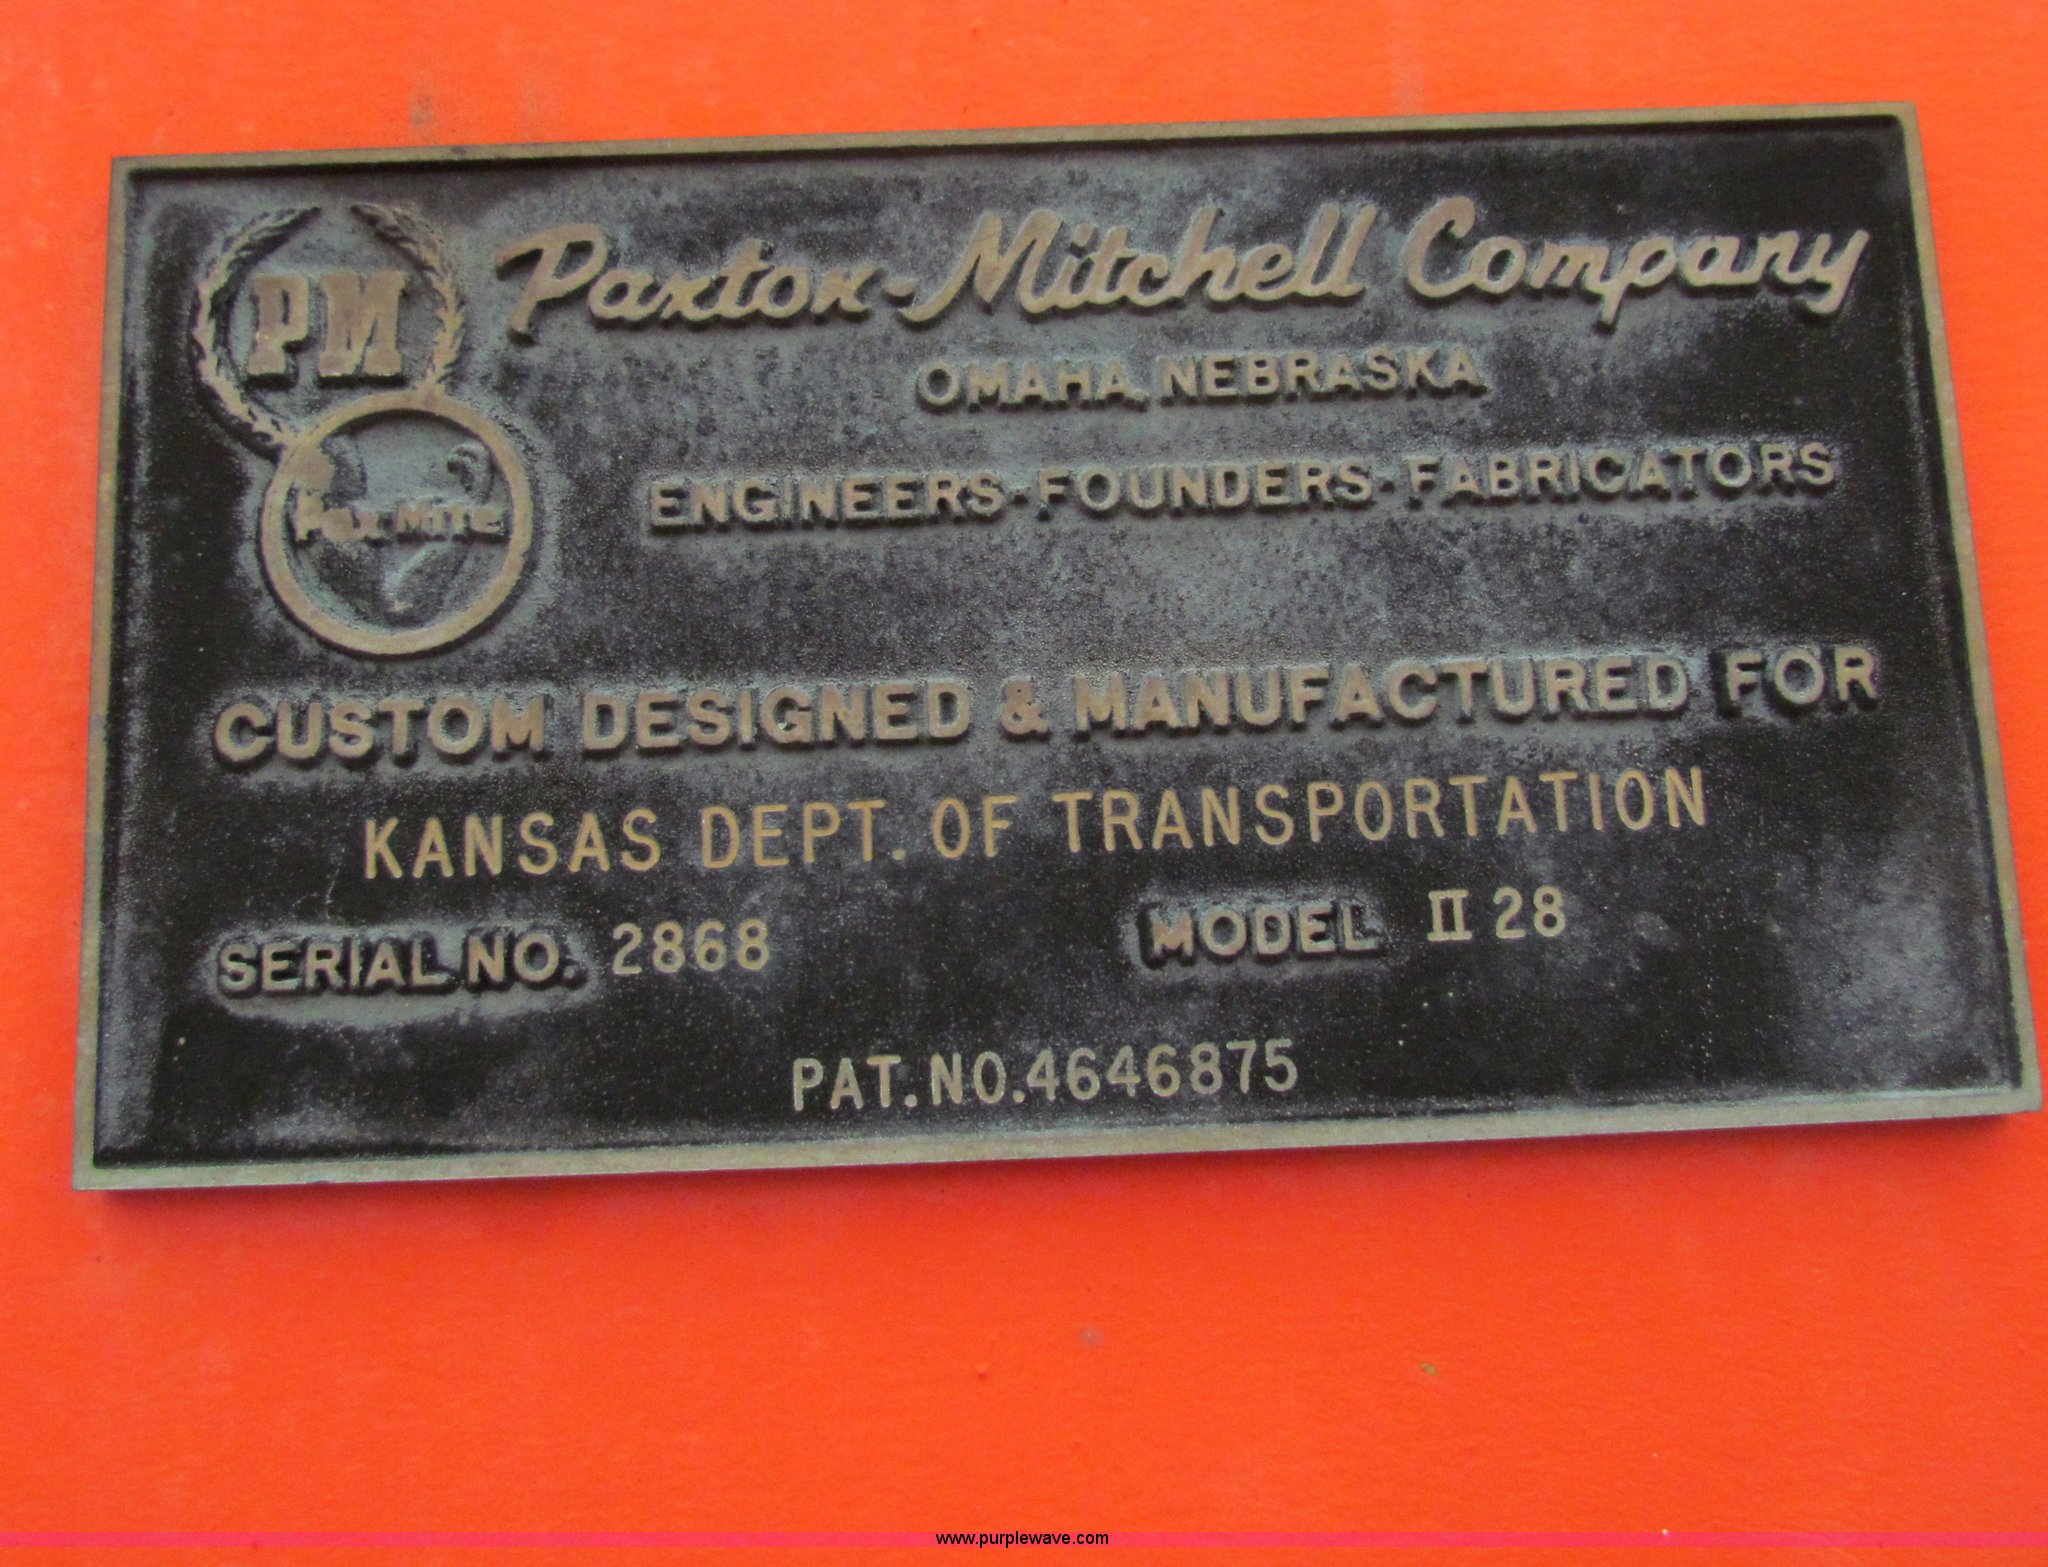 PM
Pax Mite
Paxton-Mitchell Company
OMAHA, NEBRASKA
ENGINEERS-FOUNDERS-FABRICATORS
CUSTOM DESIGNED & MANUFACTURED FOR
KANSAS DEPT. OF TRANSPORTATION
SERIAL NO. 2868 MODEL II 28
PAT. NO. 4646875
www.purplewave.com